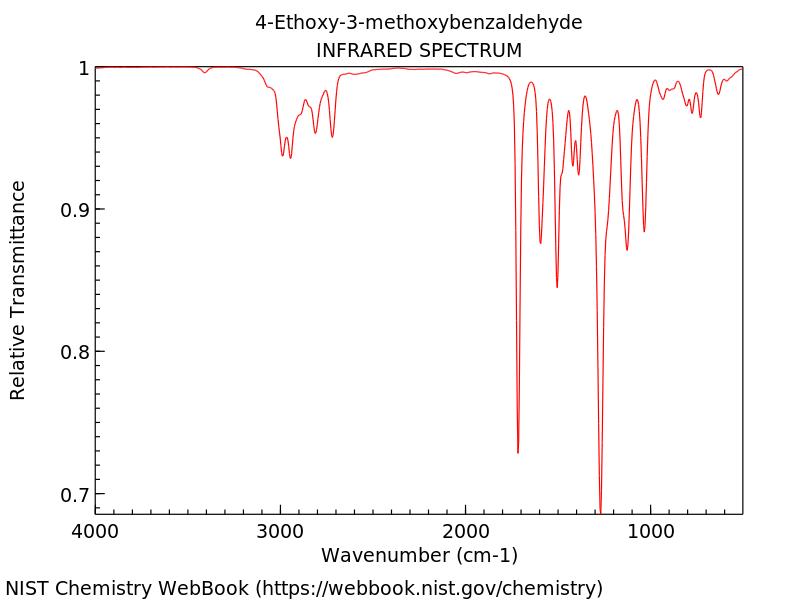 4-Ethoxy-3-methoxybenzaldehyde
INFRARED SPECTRUM
1
0.9
0.8
0.7
Relative Transmittance
4000 3000 2000 1000
Wavenumber (cm-1)
NIST Chemistry WebBook (https://webbook.nist.gov/chemistry)